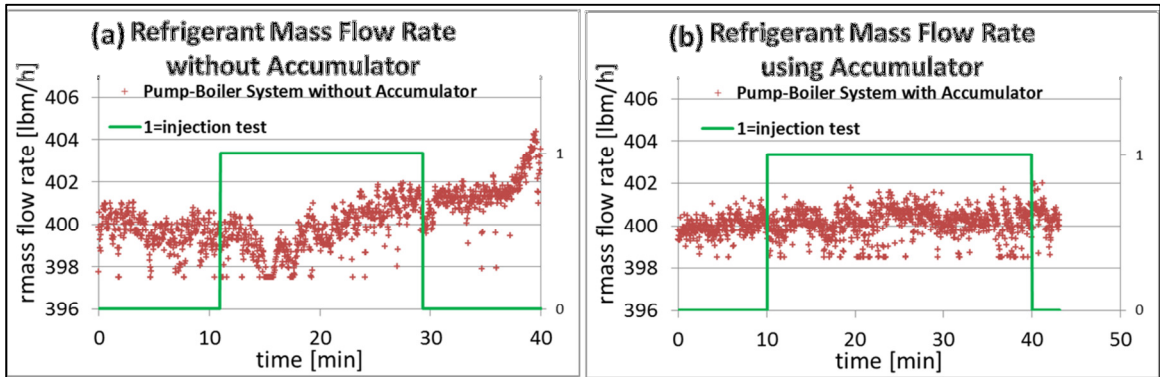 (a) Refrigerant Mass Flow Rate
without Accumulator
406
404
402
400
398
396
rmass flow rate [lbm/h]
+ Pump-Boiler System without Accumulator
1=injection test
1
0
0
10
20
30
40
time [min]
(b) Refrigerant Mass Flow Rate
using Accumulator
406
404
402
400
398
396
rmass flow rate [lbm/h]
+ Pump-Boiler System with Accumulator
1=injection test
1
0
0
10
20
30
40
50
time [min]